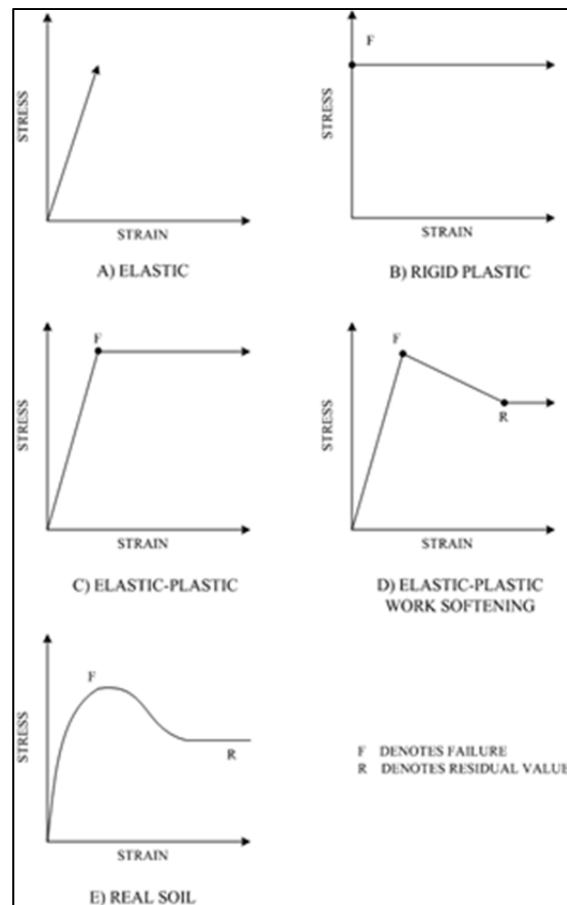 STRESS
STRAIN
A) ELASTIC
F
STRESS
STRAIN
B) RIGID PLASTIC
F
STRESS
STRAIN
C) ELASTIC-PLASTIC
F
R
STRESS
STRAIN
D) ELASTIC-PLASTIC
WORK SOFTENING
F
R
STRESS
STRAIN
E) REAL SOIL
F DENOTES FAILURE
R DENOTES RESIDUAL VALUE